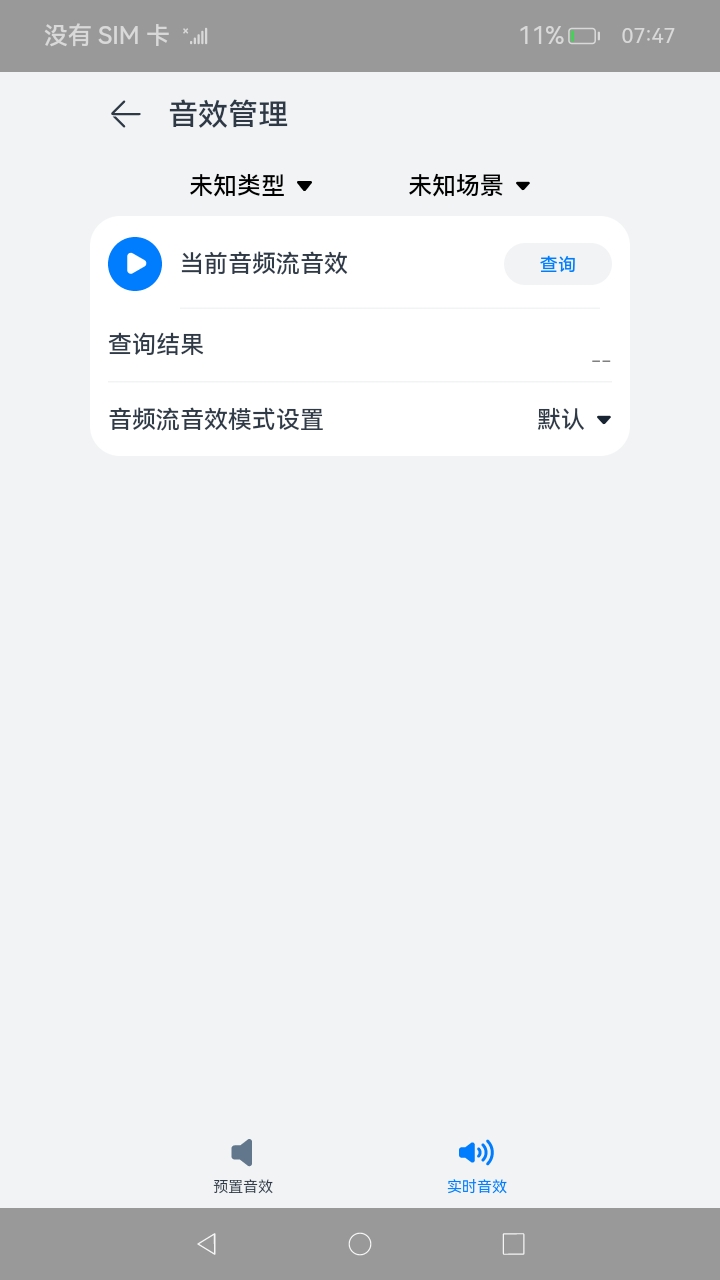 没有 SIM 卡 11% 07:47
音效管理
未知类型 未知场景
当前音频流音效 查询
查询结果 --
音频流音效模式设置 默认
预置音效 实时音效